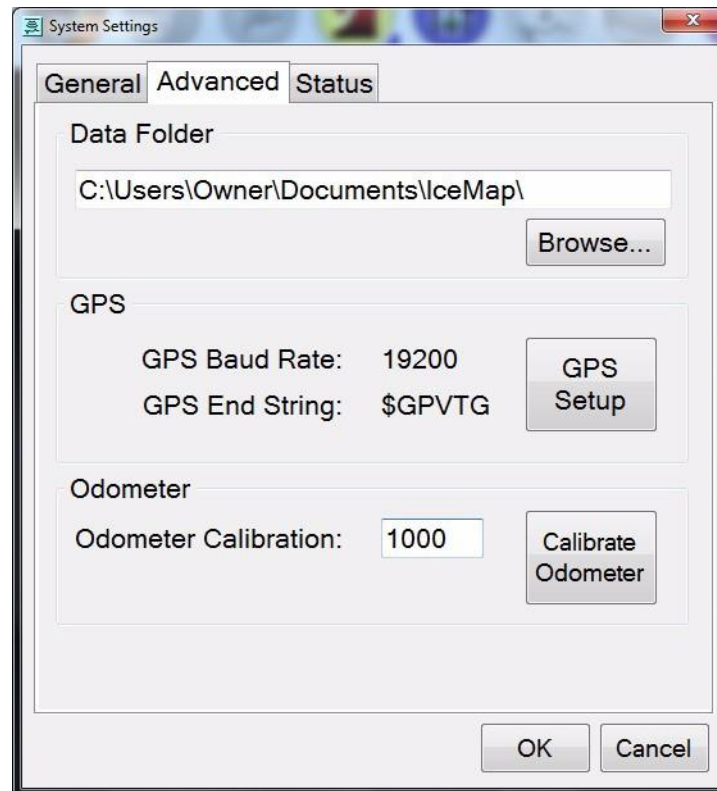 System Settings
General Advanced Status
Data Folder
C:\Users\Owner\Documents\IceMap\
Browse...
GPS
GPS Baud Rate: 19200
GPS End String: $GPVTG
GPS
Setup
Odometer
Odometer Calibration: 1000
Calibrate
Odometer
OK Cancel